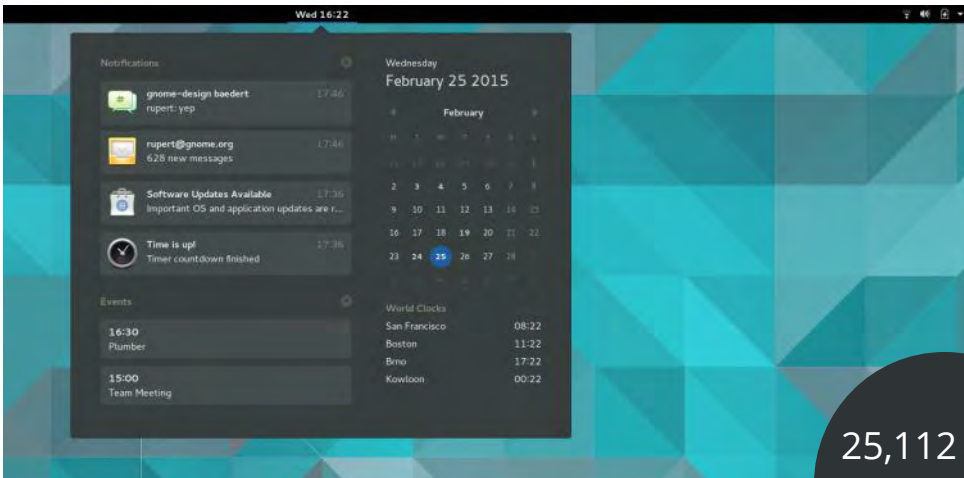 Wed 16:22
Notifications
gnome-design baedert 17:46
rupert: yep
rupert@gnome.org 17:46
628 new messages
Software Updates Available 17:36
Important OS and application updates are r...
Time is up! 17:36
Timer countdown finished
Events
16:30
Plumber
15:00
Team Meeting
Wednesday
February 25 2015
February
1
2 3 4 5 6 7 8
9 10 11 12 13 14 15
16 17 18 19 20 21 22
23 24 25 26 27 28
World Clocks
San Francisco 08:22
Boston 11:22
Brno 17:22
Kowloon 00:22
25,112